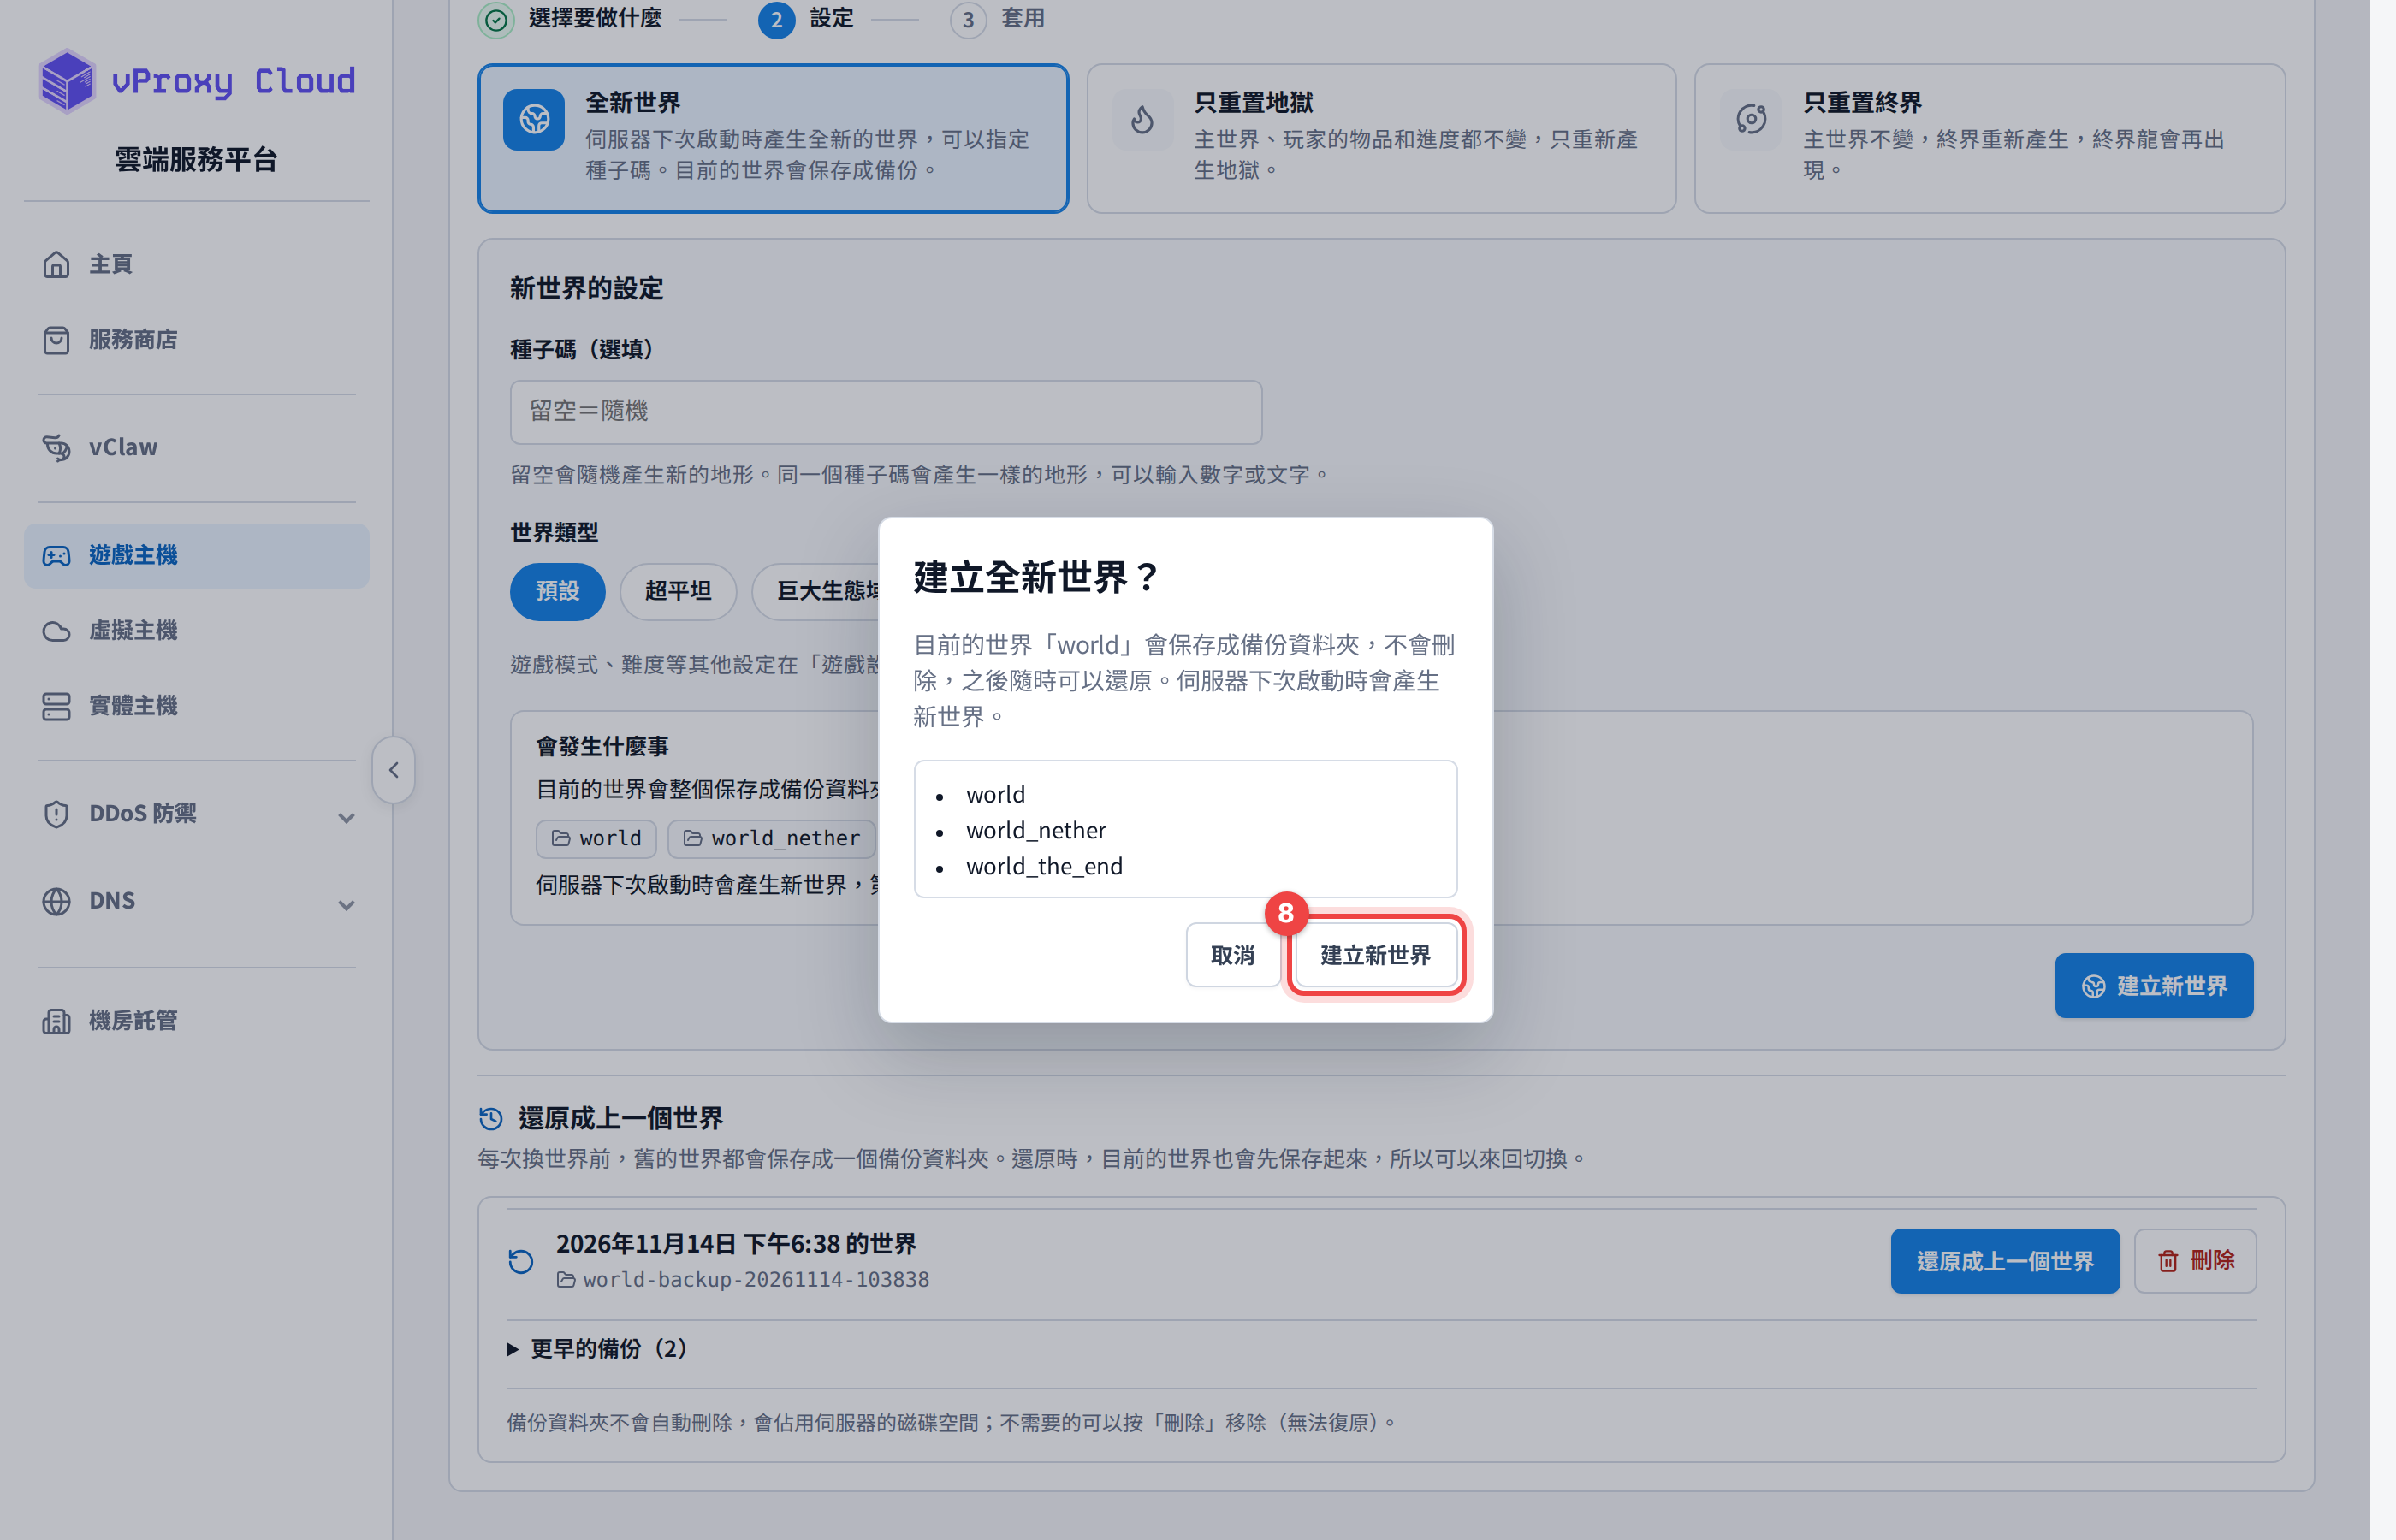 vProxy Cloud
雲端服務平台
主頁
服務商店
vClaw
遊戲主機
虛擬主機
實體主機
DDoS 防禦
DNS
機房託管
選擇要做什麼
2 設定
3 套用
全新世界
伺服器下次啟動時產生全新的世界，可以指定
種子碼。目前的世界會保存成備份。
只重置地獄
主世界、玩家的物品和進度都不變，只重新產
生地獄。
只重置終界
主世界不變，終界重新產生，終界龍會再出
現。
新世界的設定
種子碼（選填）
留空＝隨機
留空會隨機產生新的地形。同一個種子碼會產生一樣的地形，可以輸入數字或文字。
世界類型
預設
超平坦
巨大生態
遊戲模式、難度等其他設定在「遊戲
會發生什麼事
目前的世界會整個保存成備份資料
world
world_nether
伺服器下次啟動時會產生新世界，
建立全新世界？
目前的世界「world」會保存成備份資料夾，不會刪
除，之後隨時可以還原。伺服器下次啟動時會產生
新世界。
world
world_nether
world_the_end
8
取消
建立新世界
建立新世界
還原成上一個世界
每次換世界前，舊的世界都會保存成一個備份資料夾。還原時，目前的世界也會先保存起來，所以可以來回切換。
2026年11月14日 下午6:38 的世界
world-backup-20261114-103838
還原成上一個世界
刪除
更早的備份（2）
備份資料夾不會自動刪除，會佔用伺服器的磁碟空間；不需要的可以按「刪除」移除（無法復原）。